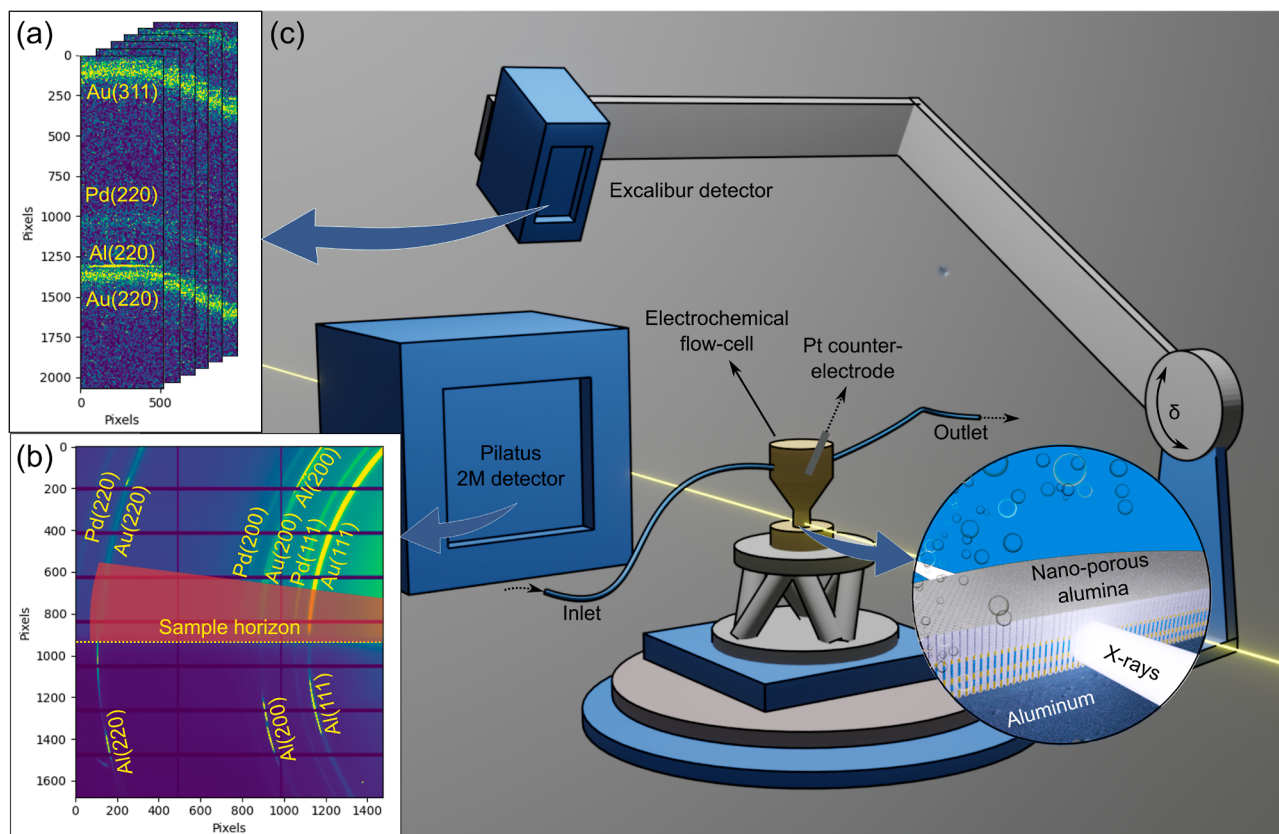 (a)
0
250
500
750
1000
1250
1500
1750
2000
Pixels
Au(311)
Pd(220)
Al(220)
Au(220)
0
500
Pixels
(b)
0
200
400
600
800
1000
1200
1400
1600
Pixels
Pd(220)
Au(220)
Pd(200)
Au(200)
Al(200)
Pd(111)
Au(111)
Sample horizon
Al(220)
Al(200)
Al(111)
0
200
400
600
800
1000
1200
1400
Pixels
(c)
Excalibur detector
Electrochemical
flow-cell
Pt counter-
electrode
δ
Outlet
Pilatus
2M detector
Inlet
Nano-porous
alumina
X-rays
Aluminum